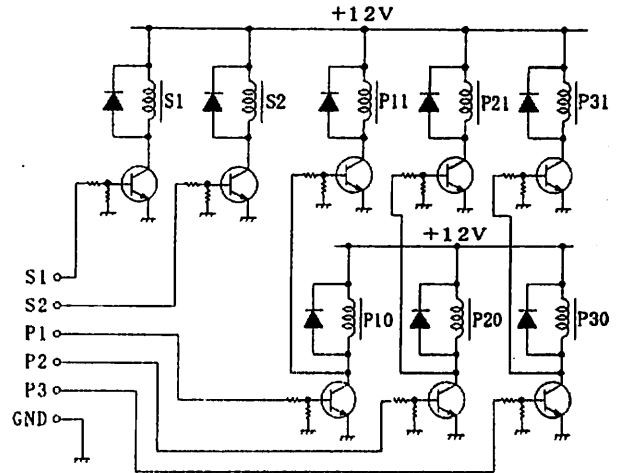 +12V
S1 S2 P11 P21 P31
+12V
P10 P20 P30
S1
S2
P1
P2
P3
GND